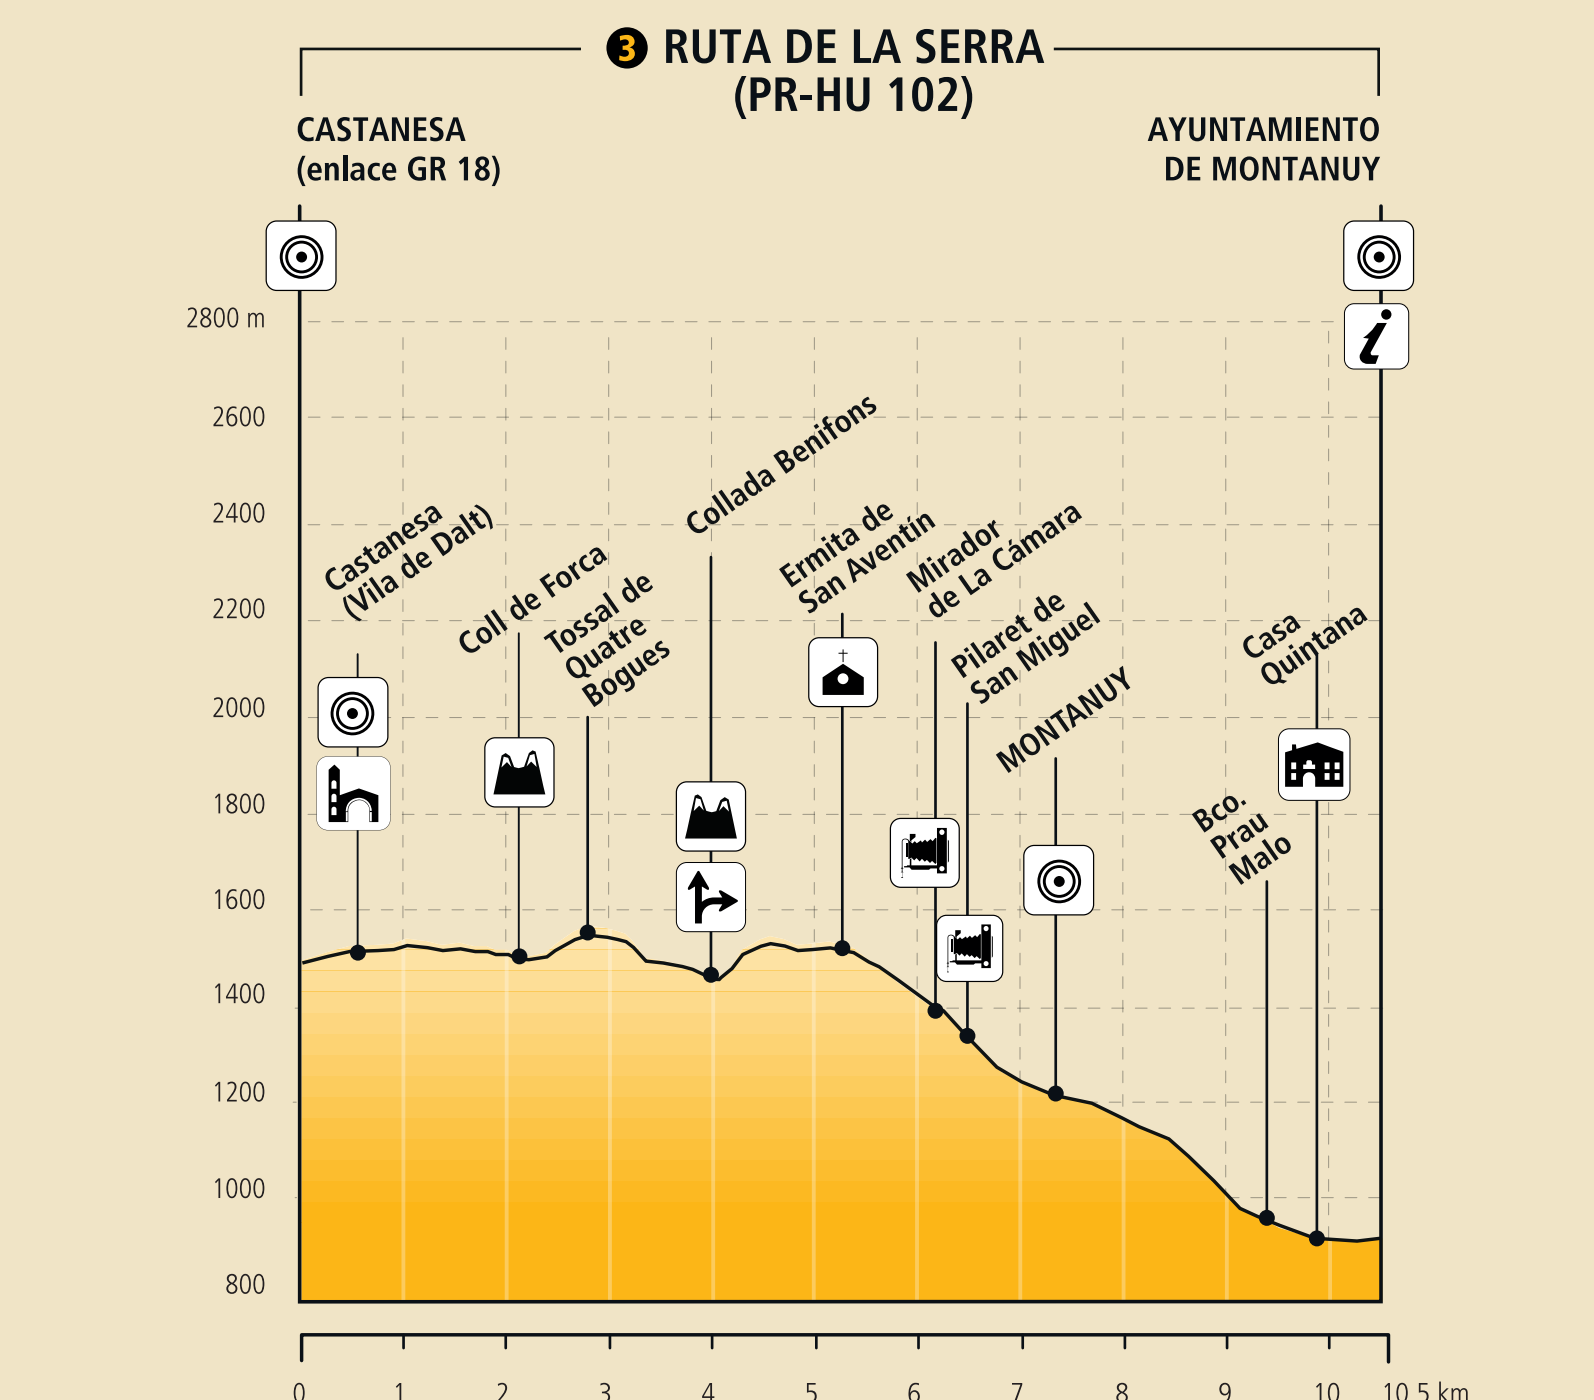 3 RUTA DE LA SERRA
(PR-HU 102)
CASTANESA
(enlace GR 18)
AYUNTAMIENTO
DE MONTANUY
i
2800 m
2600
2400
2200
2000
1800
1600
1400
1200
1000
800
Castanesa
(Vila de Dalt)
Coll de Forca
Tossal de
Quatre
Bogues
Collada Benifons
Ermita de
San Aventín
Mirador
de La Cámara
Pilaret de
San Miguel
MONTANUY
Bco.
Prau
Malo
Casa
Quintana
0 1 2 3 4 5 6 7 8 9 10 10,5 km